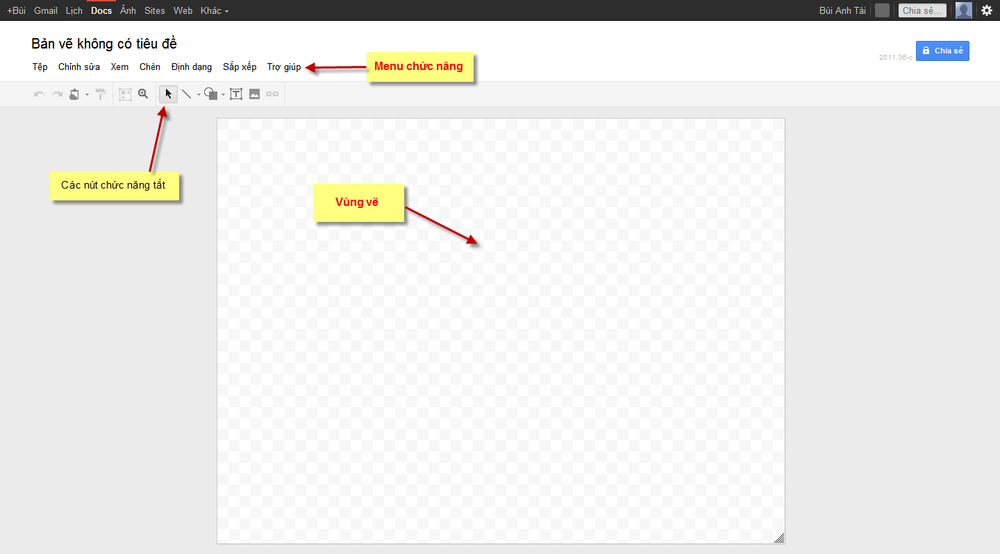 +Bùi Gmail Lịch Docs Ảnh Sites Web Khác Bùi Anh Tài Chia sẻ...
Bản vẽ không có tiêu đề
2011.36-c Chia sẻ
Tệp Chỉnh sửa Xem Chèn Định dạng Sắp xếp Trợ giúp Menu chức năng
T
Các nút chức năng tắt
Vùng vẽ